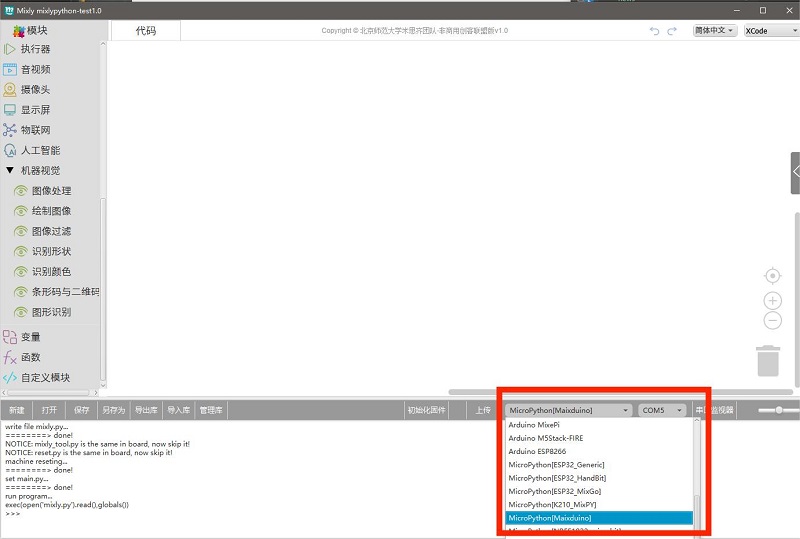 Mixly mixlypython-test1.0
模块
代码
Copyright © 北京师范大学米思齐团队-非商用创客联盟版v1.0
简体中文
XCode
执行器
音视频
摄像头
显示屏
物联网
人工智能
机器视觉
图像处理
绘制图像
图像过滤
识别形状
识别颜色
条形码与二维码
图形识别
变量
函数
自定义模块
新建
打开
保存
另存为
导出库
导入库
管理库
初始化固件
上传
MicroPython[Maixduino]
COM5
串口监视器
write file mixly.py...
========> done!
NOTICE: mixly_tool.py is the same in board, now skip it!
NOTICE: reset.py is the same in board, now skip it!
machine reseting...
========> done!
set main.py...
========> done!
run program...
exec(open('mixly.py').read(),globals())
>>>
Arduino MixePi
Arduino M5Stack-FIRE
Arduino ESP8266
MicroPython[ESP32_Generic]
MicroPython[ESP32_HandBit]
MicroPython[ESP32_MixGo]
MicroPython[K210_MixPY]
MicroPython[Maixduino]